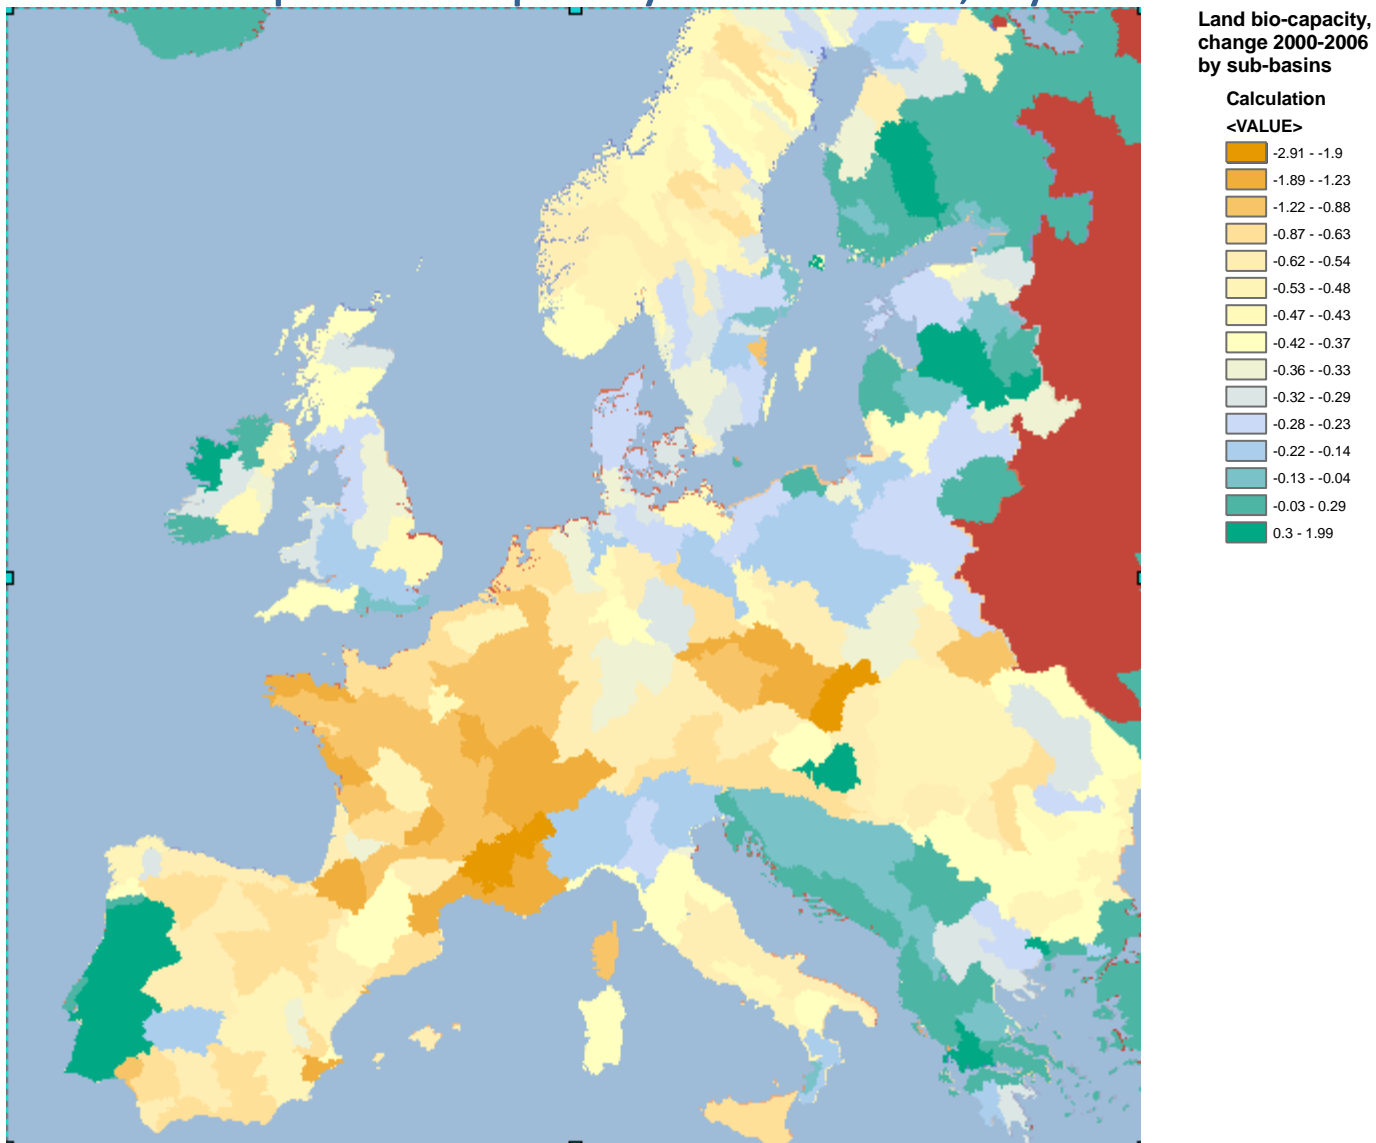 Land bio-capacity,
change 2000-2006
by sub-basins
Calculation
<VALUE>
-2.91 - -1.9
-1.89 - -1.23
-1.22 - -0.88
-0.87 - -0.63
-0.62 - -0.54
-0.53 - -0.48
-0.47 - -0.43
-0.42 - -0.37
-0.36 - -0.33
-0.32 - -0.29
-0.28 - -0.23
-0.22 - -0.14
-0.13 - -0.04
-0.03 - 0.29
0.3 - 1.99